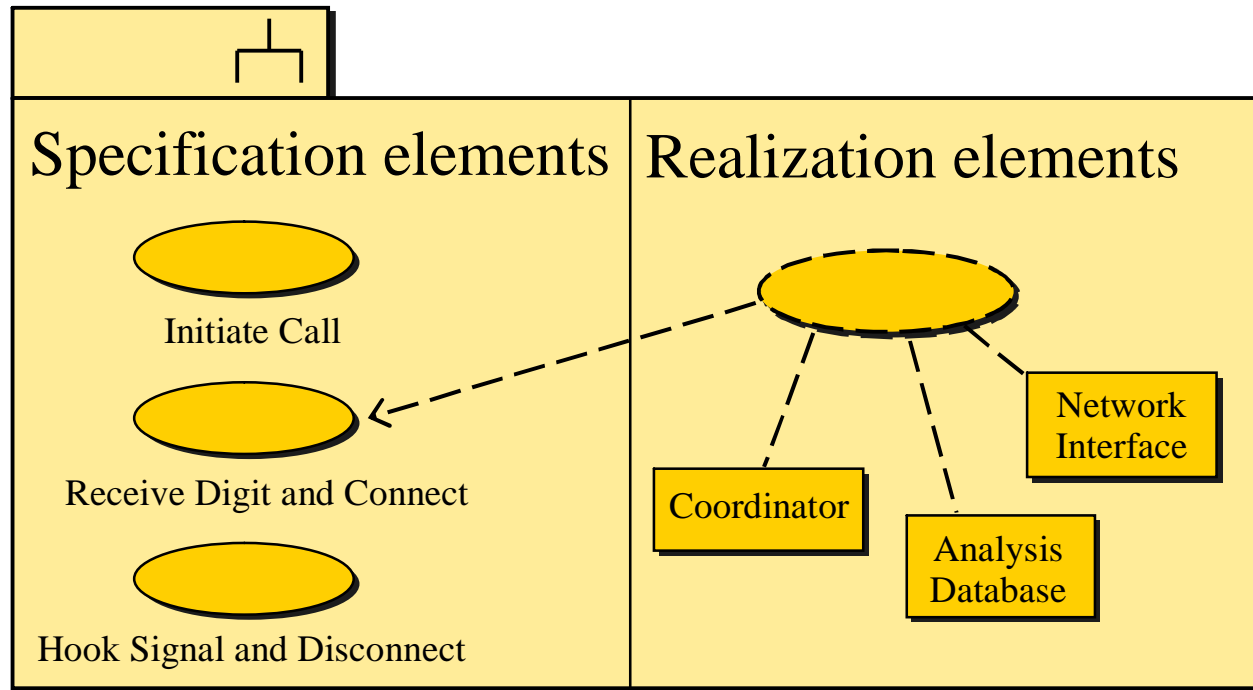 Specification elements
Initiate Call
Receive Digit and Connect
Hook Signal and Disconnect
Realization elements
Network
Interface
Coordinator
Analysis
Database